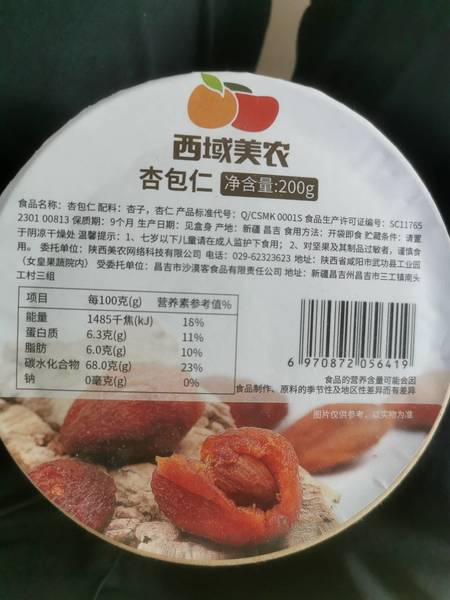 西域美农
杏包仁 净含量:200g
食品名称：杏包仁 配料：杏子，杏仁 产品标准代号：Q/CSMK 0001S 食品生产许可证编号：SC11765
2301 00813 保质期：9个月 生产日期：见盒身 产地：新疆 昌吉 食用方法：开袋即食 贮藏条件：请置
于阴凉干燥处 温馨提示：1、七岁以下儿童请在成人监护下食用；2、对坚果及其制品过敏者，谨慎食
用。 委托单位：陕西美农网络科技有限公司 电话：029-62323623 地址：陕西省咸阳市武功县工业园
（女皇果蔬院内） 受委托单位：昌吉市沙漠客食品有限责任公司 地址：新疆昌吉州昌吉市三工镇南头
工村三组
项目 每100克(g) 营养素参考值%
能量 1485千焦(kJ) 18%
蛋白质 6.3克(g) 11%
脂肪 6.0克(g) 10%
碳水化合物 68.0克(g) 23%
钠 0毫克(g) 0%
6 970872 056419
食品的营养含量可能会因
食品制作、原料的季节性及地区性差异而有差异
图片仅供参考，以实物为准